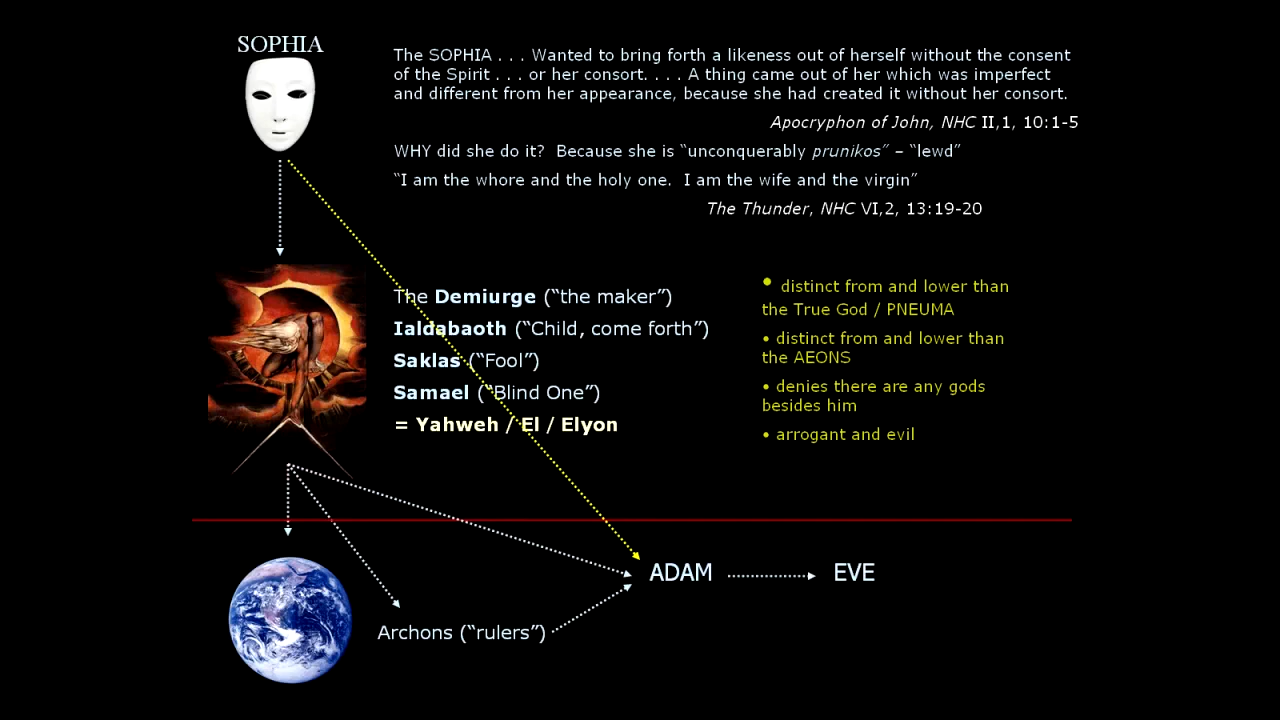 SOPHIA
The SOPHIA . . . Wanted to bring forth a likeness out of herself without the consent
of the Spirit . . . or her consort. . . . A thing came out of her which was imperfect
and different from her appearance, because she had created it without her consort.
Apocryphon of John, NHC II,1, 10:1-5
WHY did she do it?  Because she is “unconquerably prunikos” – “lewd”
“I am the whore and the holy one.  I am the wife and the virgin”
The Thunder, NHC VI,2, 13:19-20
The Demiurge (“the maker”)
Ialdabaoth (“Child, come forth”)
Saklas (“Fool”)
Samael (“Blind One”)
= Yahweh / El / Elyon
• distinct from and lower than
the True God / PNEUMA
• distinct from and lower than
the AEONS
• denies there are any gods
besides him
• arrogant and evil
ADAM
EVE
Archons (“rulers”)